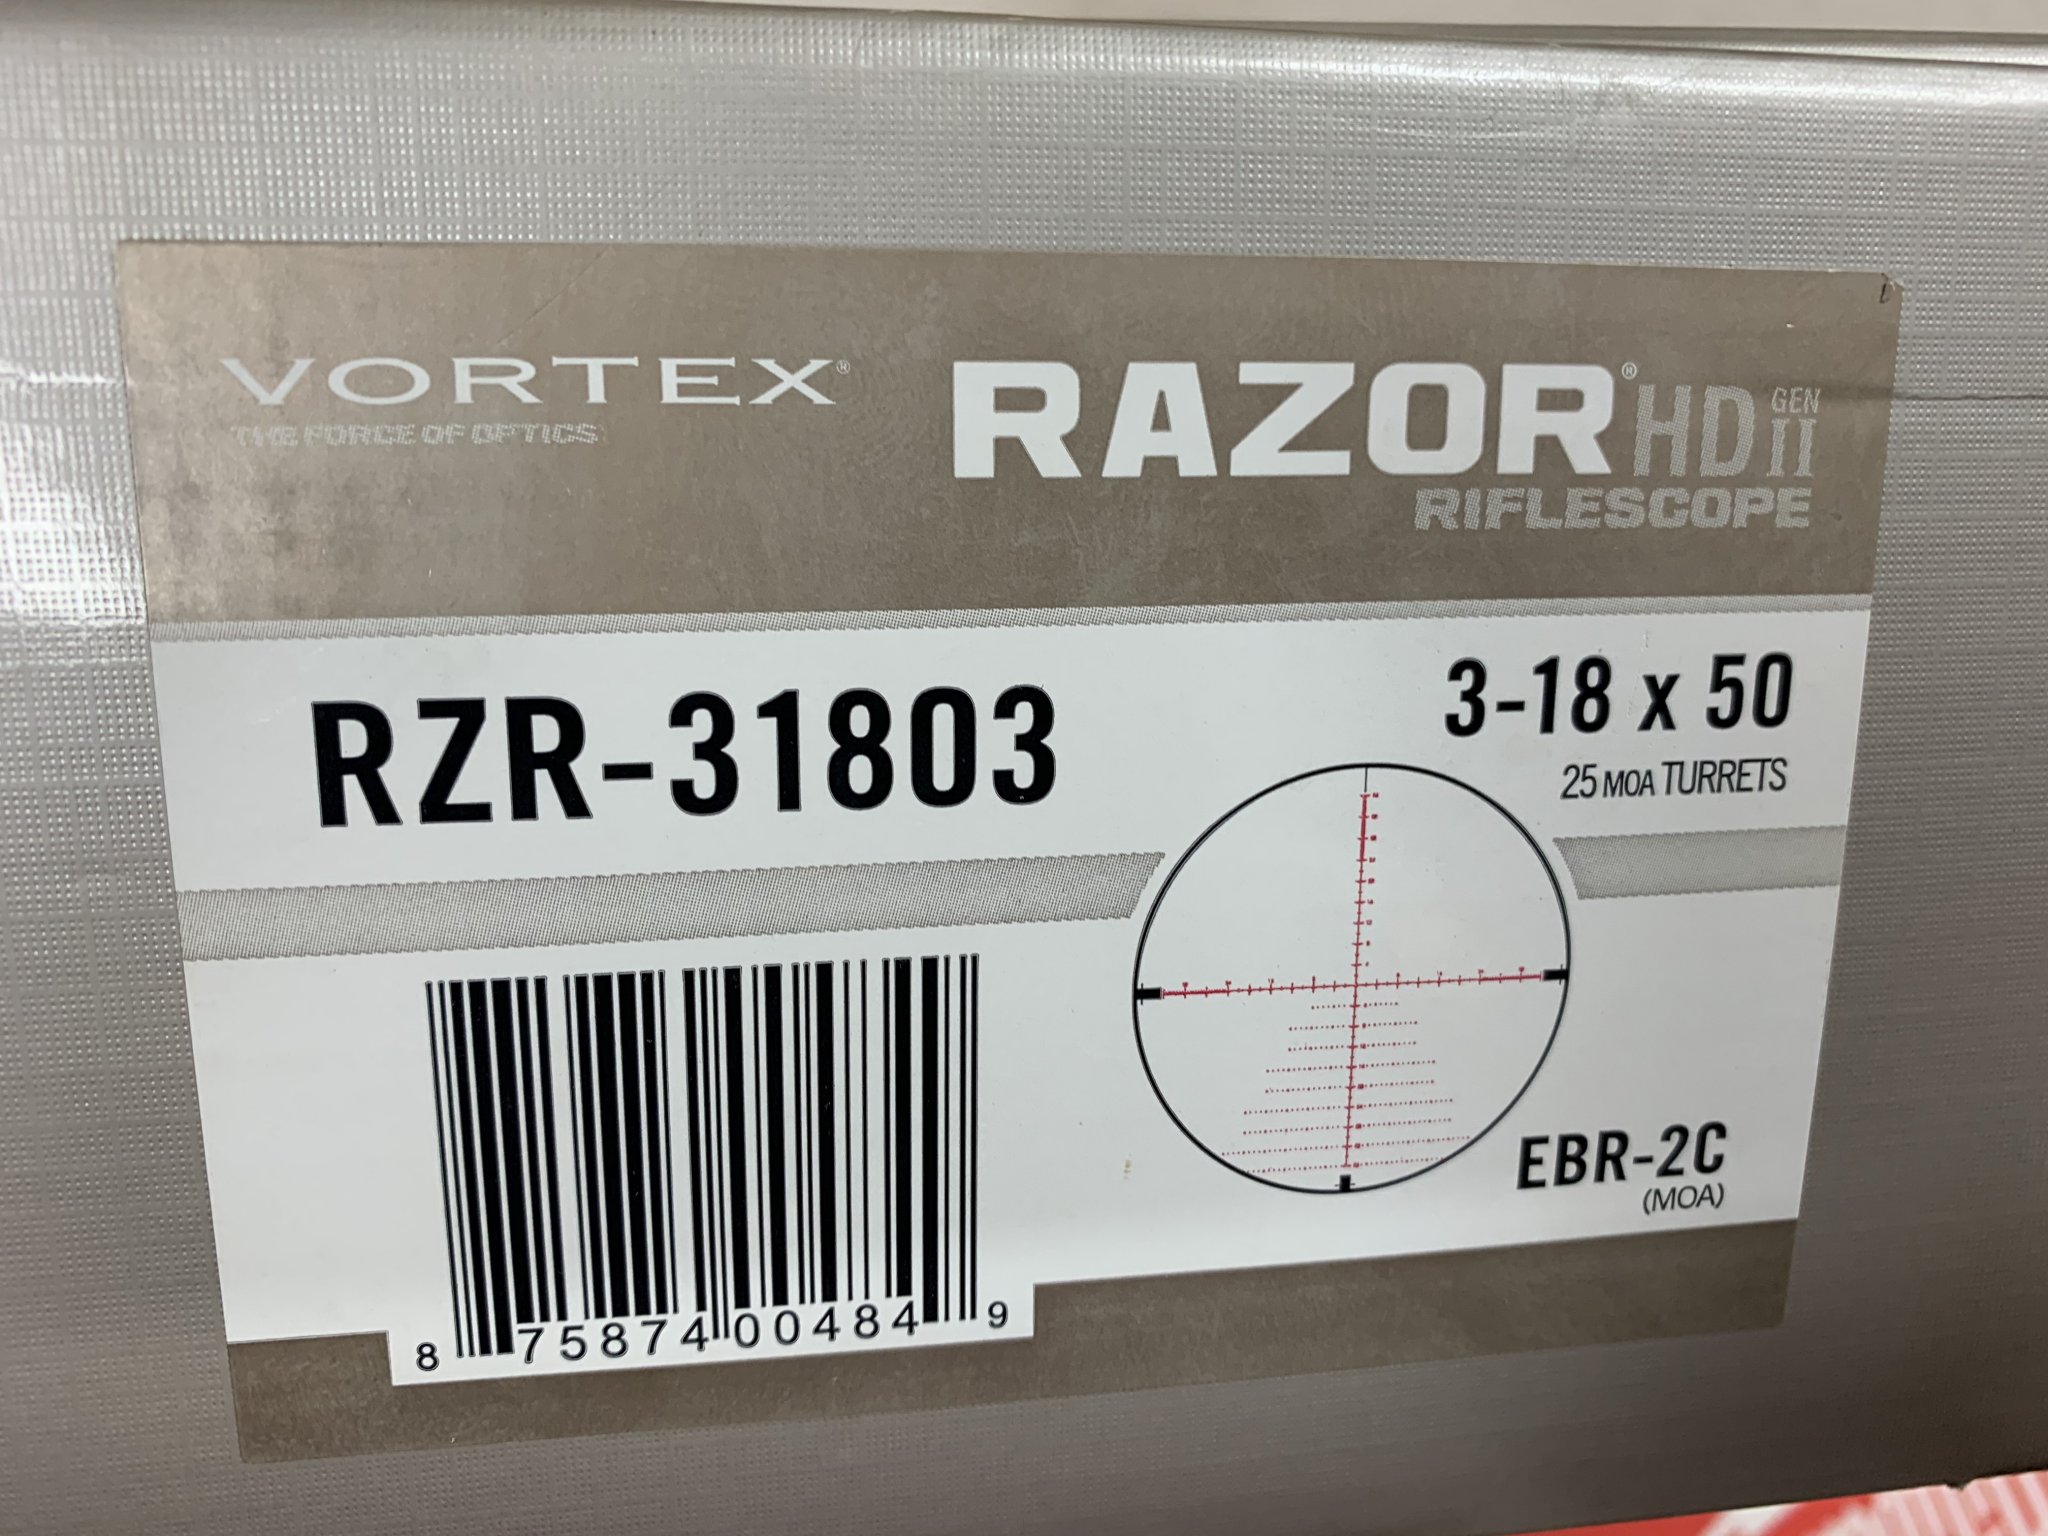 VORTEX®
THE FORCE OF OPTICS
RAZOR® HD GEN II
RIFLESCOPE
RZR-31803
3-18 x 50
25 MOA TURRETS
EBR-2C
(MOA)
8 75874 00484 9